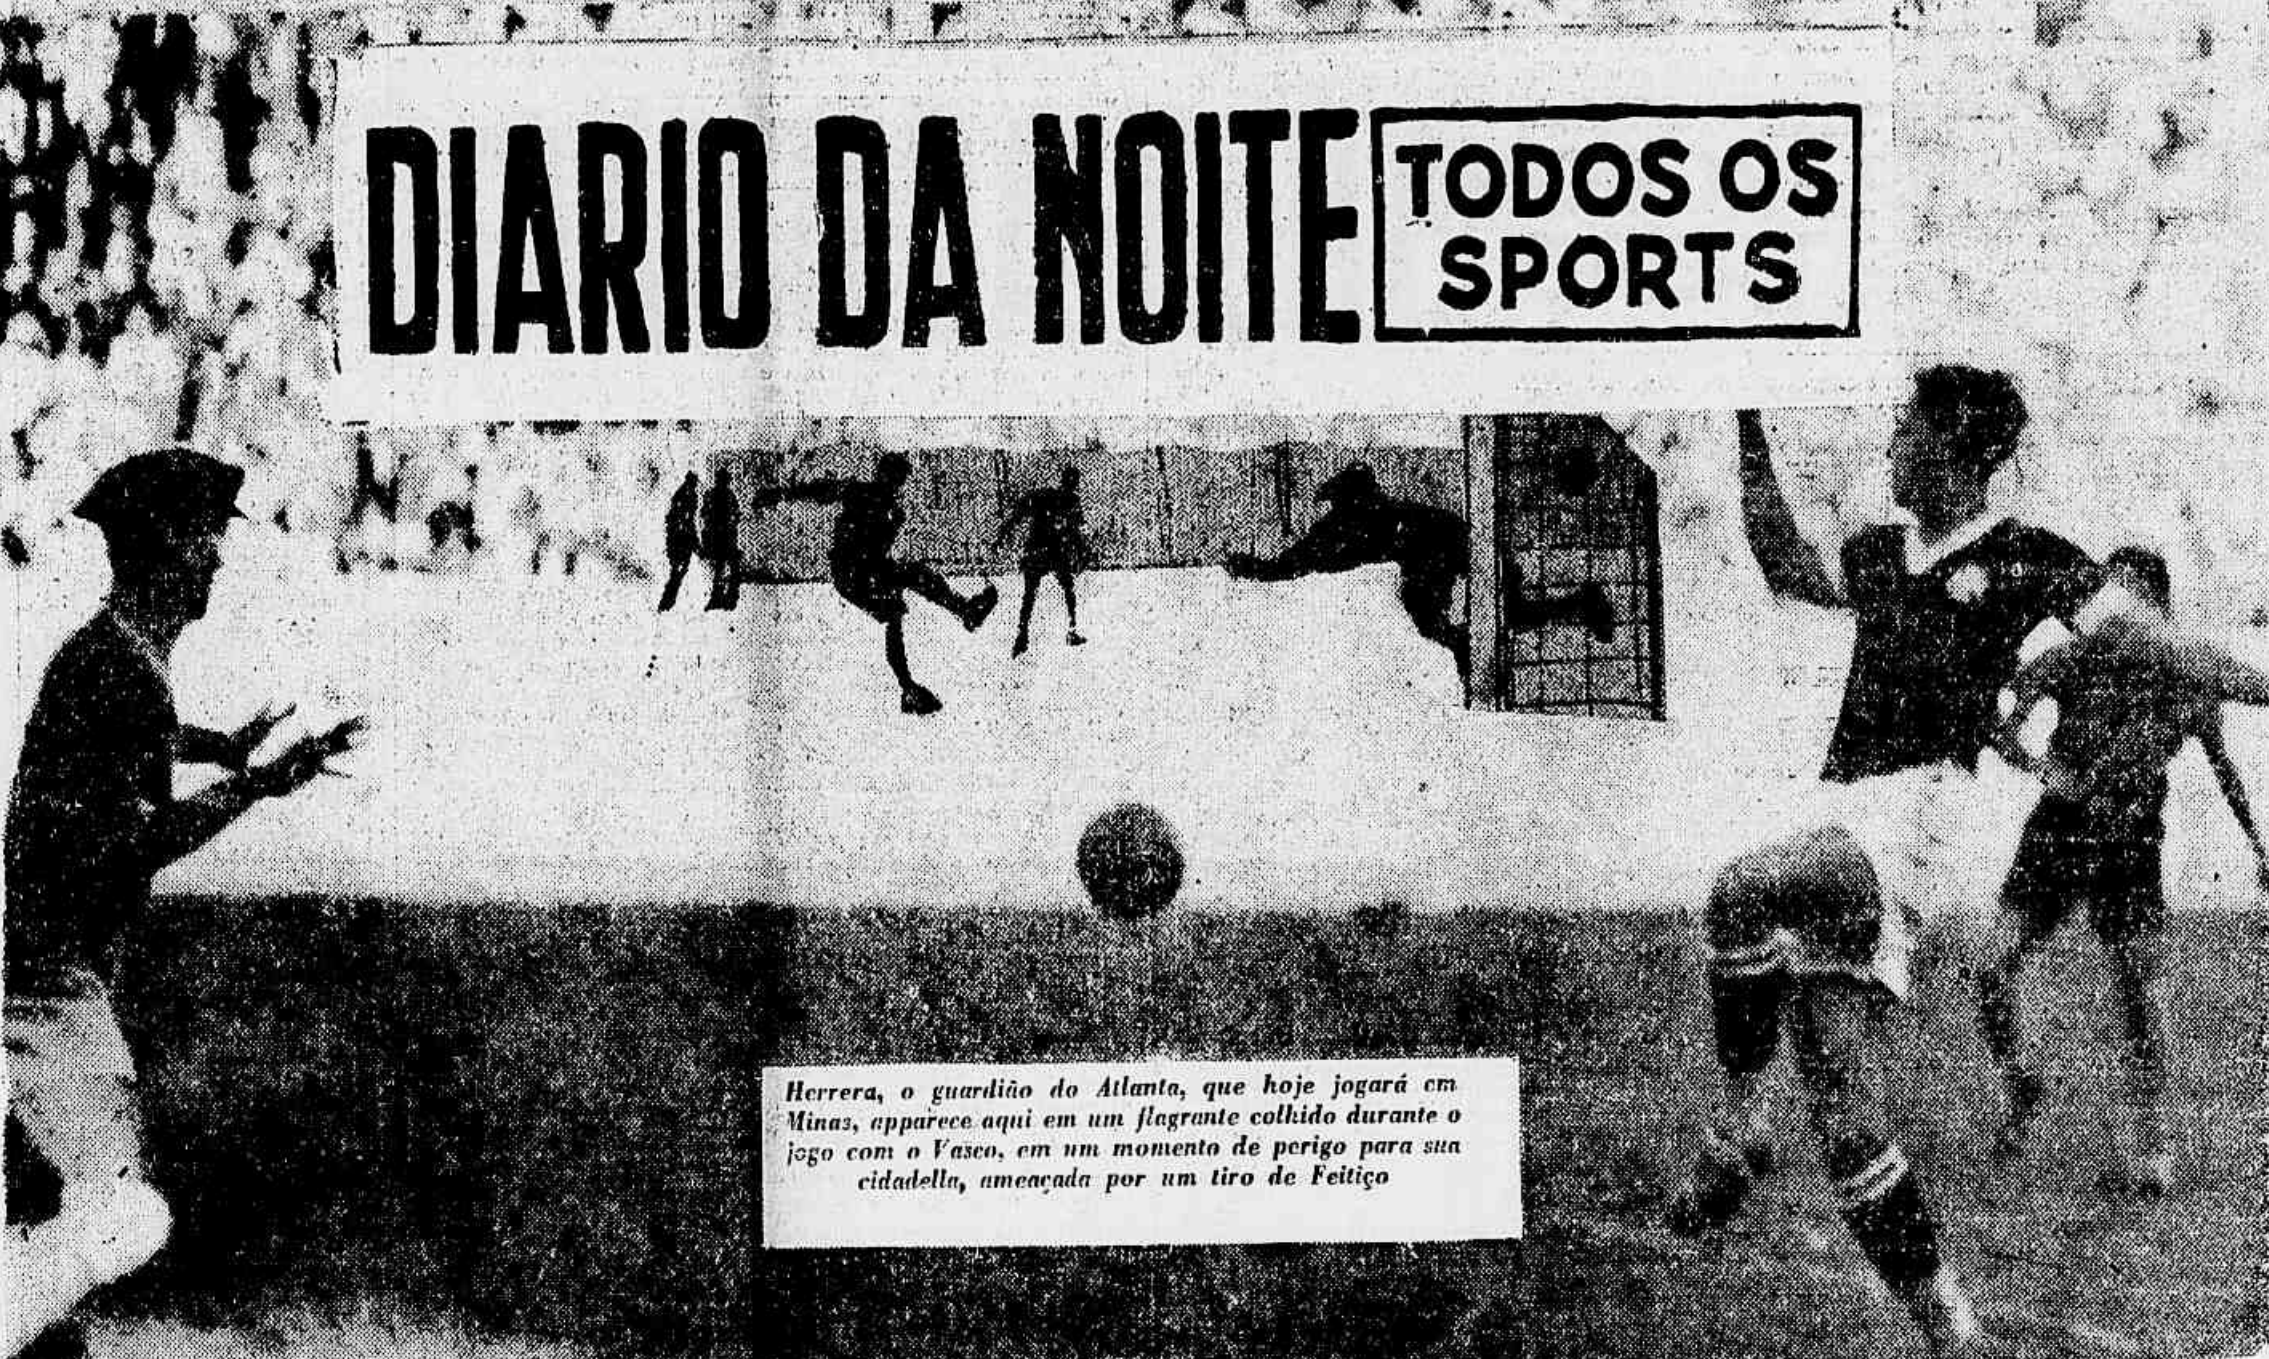 DIARIO DA NOITE
TODOS OS
SPORTS
Herrera, o guardião do Atlanta, que hoje jogará em
Minas, apparece aqui em um flagrante colhido durante o
jogo com o Vasco, em um momento de perigo para sua
cidadella, ameaçada por um tiro de Feitiço